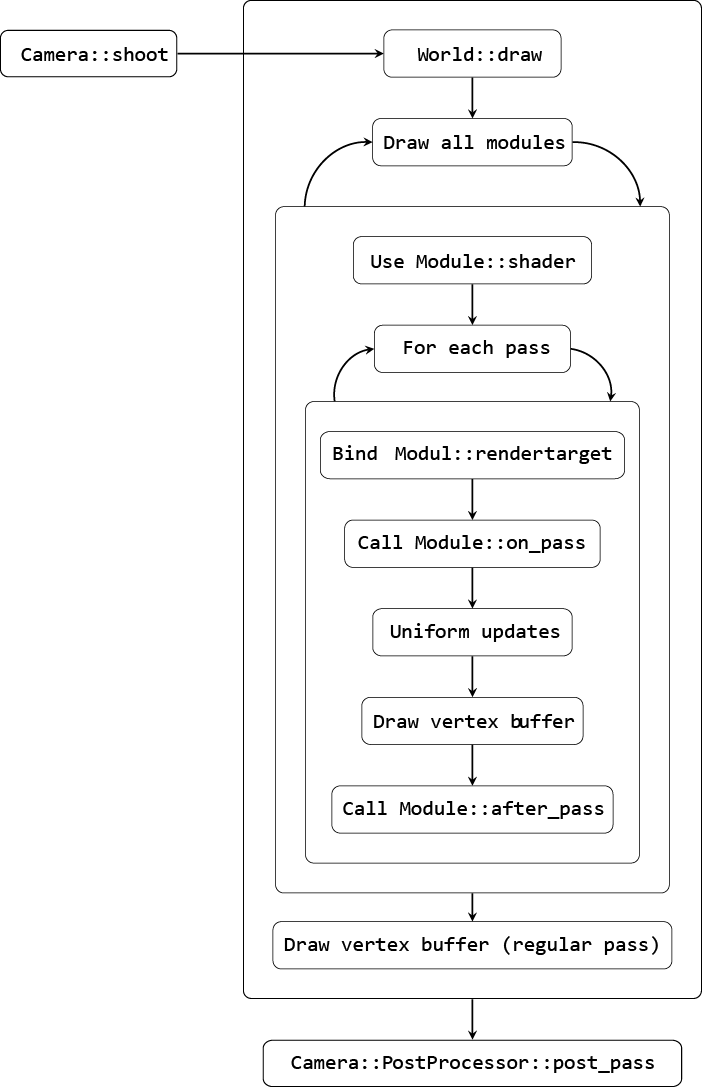 Camera::shoot
World::draw
Draw all modules
Use Module::shader
For each pass
Bind Modul::rendertarget
Call Module::on_pass
Uniform updates
Draw vertex buffer
Call Module::after_pass
Draw vertex buffer (regular pass)
Camera::PostProcessor::post_pass